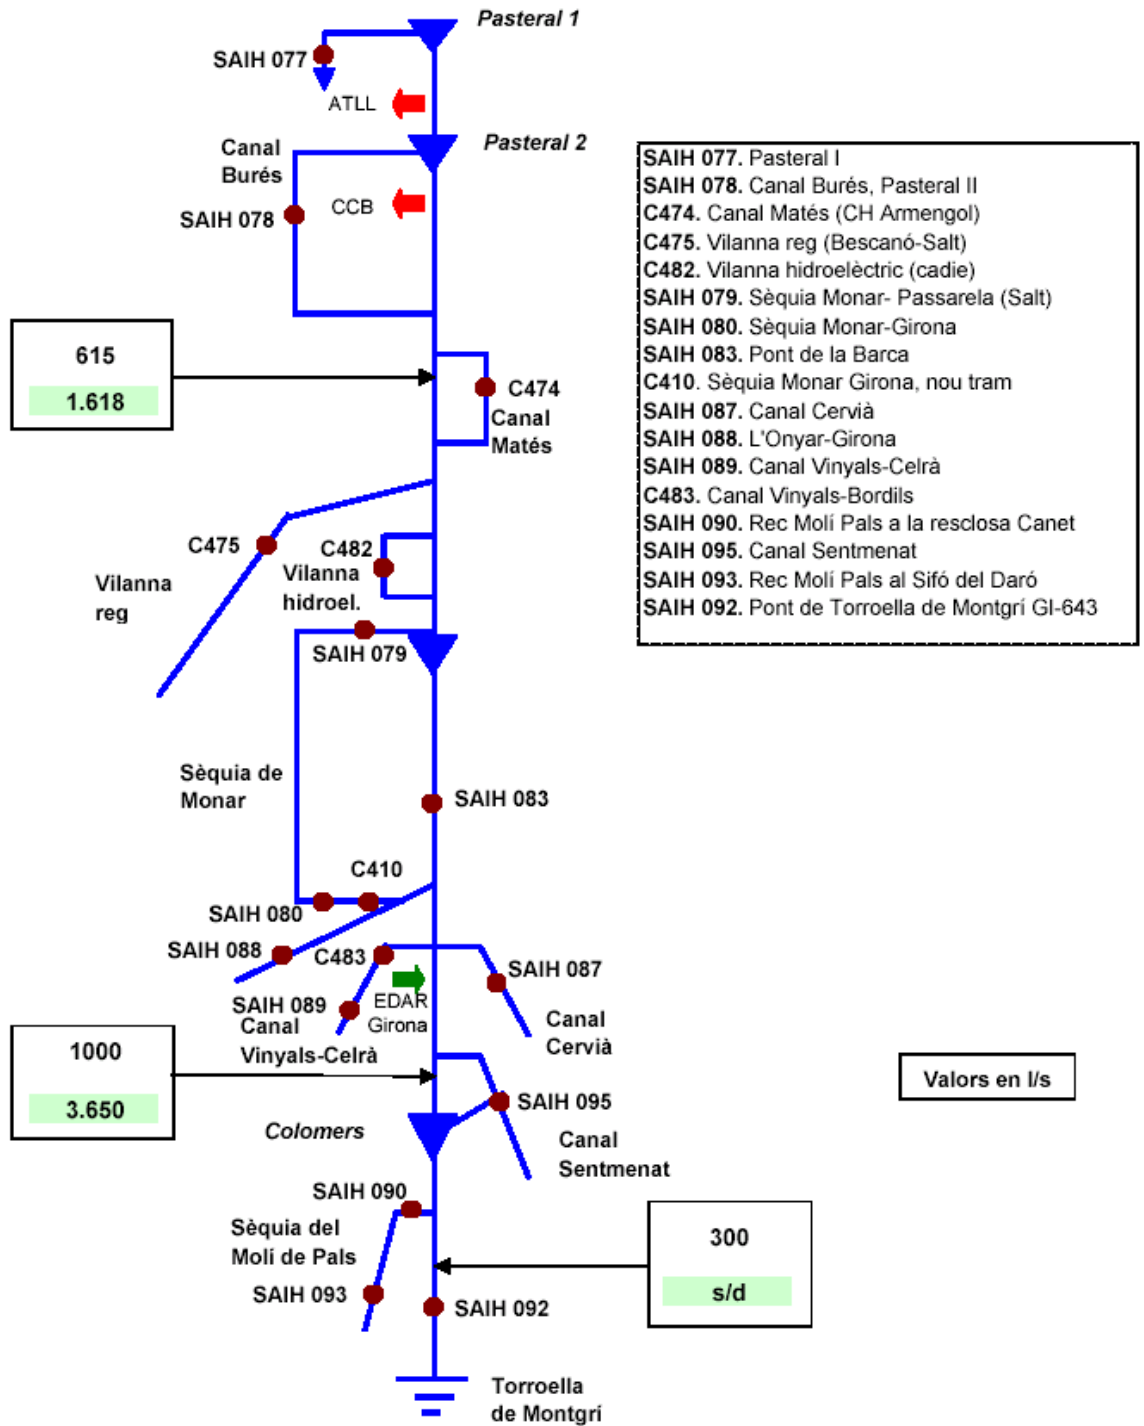 Pasteral 1
SAIH 077
ATLL
Pasteral 2
Canal
Burés
SAIH 078
CCB
SAIH 077. Pasteral I
SAIH 078. Canal Burés, Pasteral II
C474. Canal Matés (CH Armengol)
C475. Vilanna reg (Bescanó-Salt)
C482. Vilanna hidroelèctric (cadie)
SAIH 079. Sèquia Monar- Passarela (Salt)
SAIH 080. Sèquia Monar-Girona
SAIH 083. Pont de la Barca
C410. Sèquia Monar Girona, nou tram
SAIH 087. Canal Cervià
SAIH 088. L'Onyar-Girona
SAIH 089. Canal Vinyals-Celrà
C483. Canal Vinyals-Bordils
SAIH 090. Rec Molí Pals a la resclosa Canet
SAIH 095. Canal Sentmenat
SAIH 093. Rec Molí Pals al Sifó del Daró
SAIH 092. Pont de Torroella de Montgrí GI-643
615
1.618
C474
Canal
Matés
C475
Vilanna
reg
C482
Vilanna
hidroel.
SAIH 079
Sèquia de
Monar
SAIH 083
C410
SAIH 080
SAIH 088
C483
SAIH 087
SAIH 089
EDAR
Girona
Canal
Vinyals-Celrà
Canal
Cervià
1000
3.650
Valors en l/s
SAIH 095
Colomers
Canal
Sentmenat
SAIH 090
Sèquia del
Molí de Pals
300
s/d
SAIH 093
SAIH 092
Torroella
de Montgrí